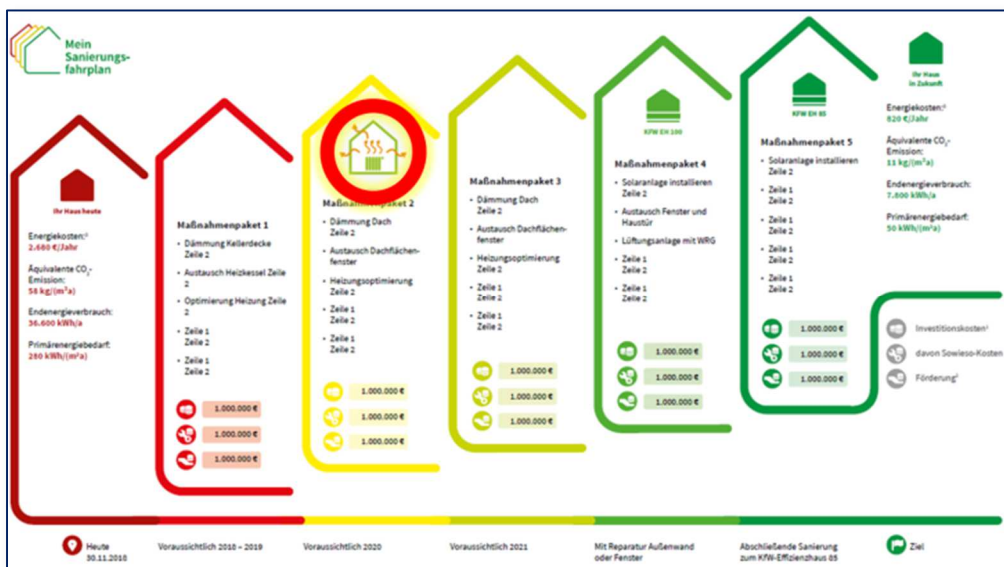 Mein
Sanierungs-
fahrplan
Ihr Haus heute
Energiekosten:³
2.680 €/Jahr
Äquivalente CO₂-
Emission:
58 kg/(m²a)
Endenergieverbrauch:
36.600 kWh/a
Primärenergiebedarf:
280 kWh/(m²a)
Maßnahmenpaket 1
• Dämmung Kellerdecke
Zeile 2
• Austausch Heizkessel Zeile
2
• Optimierung Heizung Zeile
2
• Zeile 1
Zeile 2
• Zeile 1
Zeile 2
1.000.000 €
1.000.000 €
1.000.000 €
Maßnahmenpaket 2
• Dämmung Dach
Zeile 2
• Austausch Dachflächen-
fenster
• Heizungsoptimierung
Zeile 2
• Zeile 1
Zeile 2
• Zeile 1
Zeile 2
1.000.000 €
1.000.000 €
1.000.000 €
Maßnahmenpaket 3
• Dämmung Dach
Zeile 2
• Austausch Dachflächen-
fenster
• Heizungsoptimierung
Zeile 2
• Zeile 1
Zeile 2
• Zeile 1
Zeile 2
1.000.000 €
1.000.000 €
1.000.000 €
KFW EH 100
Maßnahmenpaket 4
• Solaranlage installieren
Zeile 2
• Austausch Fenster und
Haustür
• Lüftungsanlage mit WRG
• Zeile 1
Zeile 2
• Zeile 1
Zeile 2
1.000.000 €
1.000.000 €
1.000.000 €
KFW EH 85
Maßnahmenpaket 5
• Solaranlage installieren
Zeile 2
• Zeile 1
Zeile 2
• Zeile 1
Zeile 2
• Zeile 1
Zeile 2
• Zeile 1
Zeile 2
1.000.000 €
1.000.000 €
1.000.000 €
Ihr Haus
in Zukunft
Energiekosten:³
820 €/Jahr
Äquivalente CO₂-
Emission:
11 kg/(m²a)
Endenergieverbrauch:
7.800 kWh/a
Primärenergiebedarf:
50 kWh/(m²a)
Investitionskosten¹
davon Sowieso-Kosten
Förderung²
Heute
30.11.2018
Voraussichtlich 2018 – 2019
Voraussichtlich 2020
Voraussichtlich 2021
Mit Reparatur Außenwand
oder Fenster
Abschließende Sanierung
zum KfW-Effizienzhaus 85
Ziel